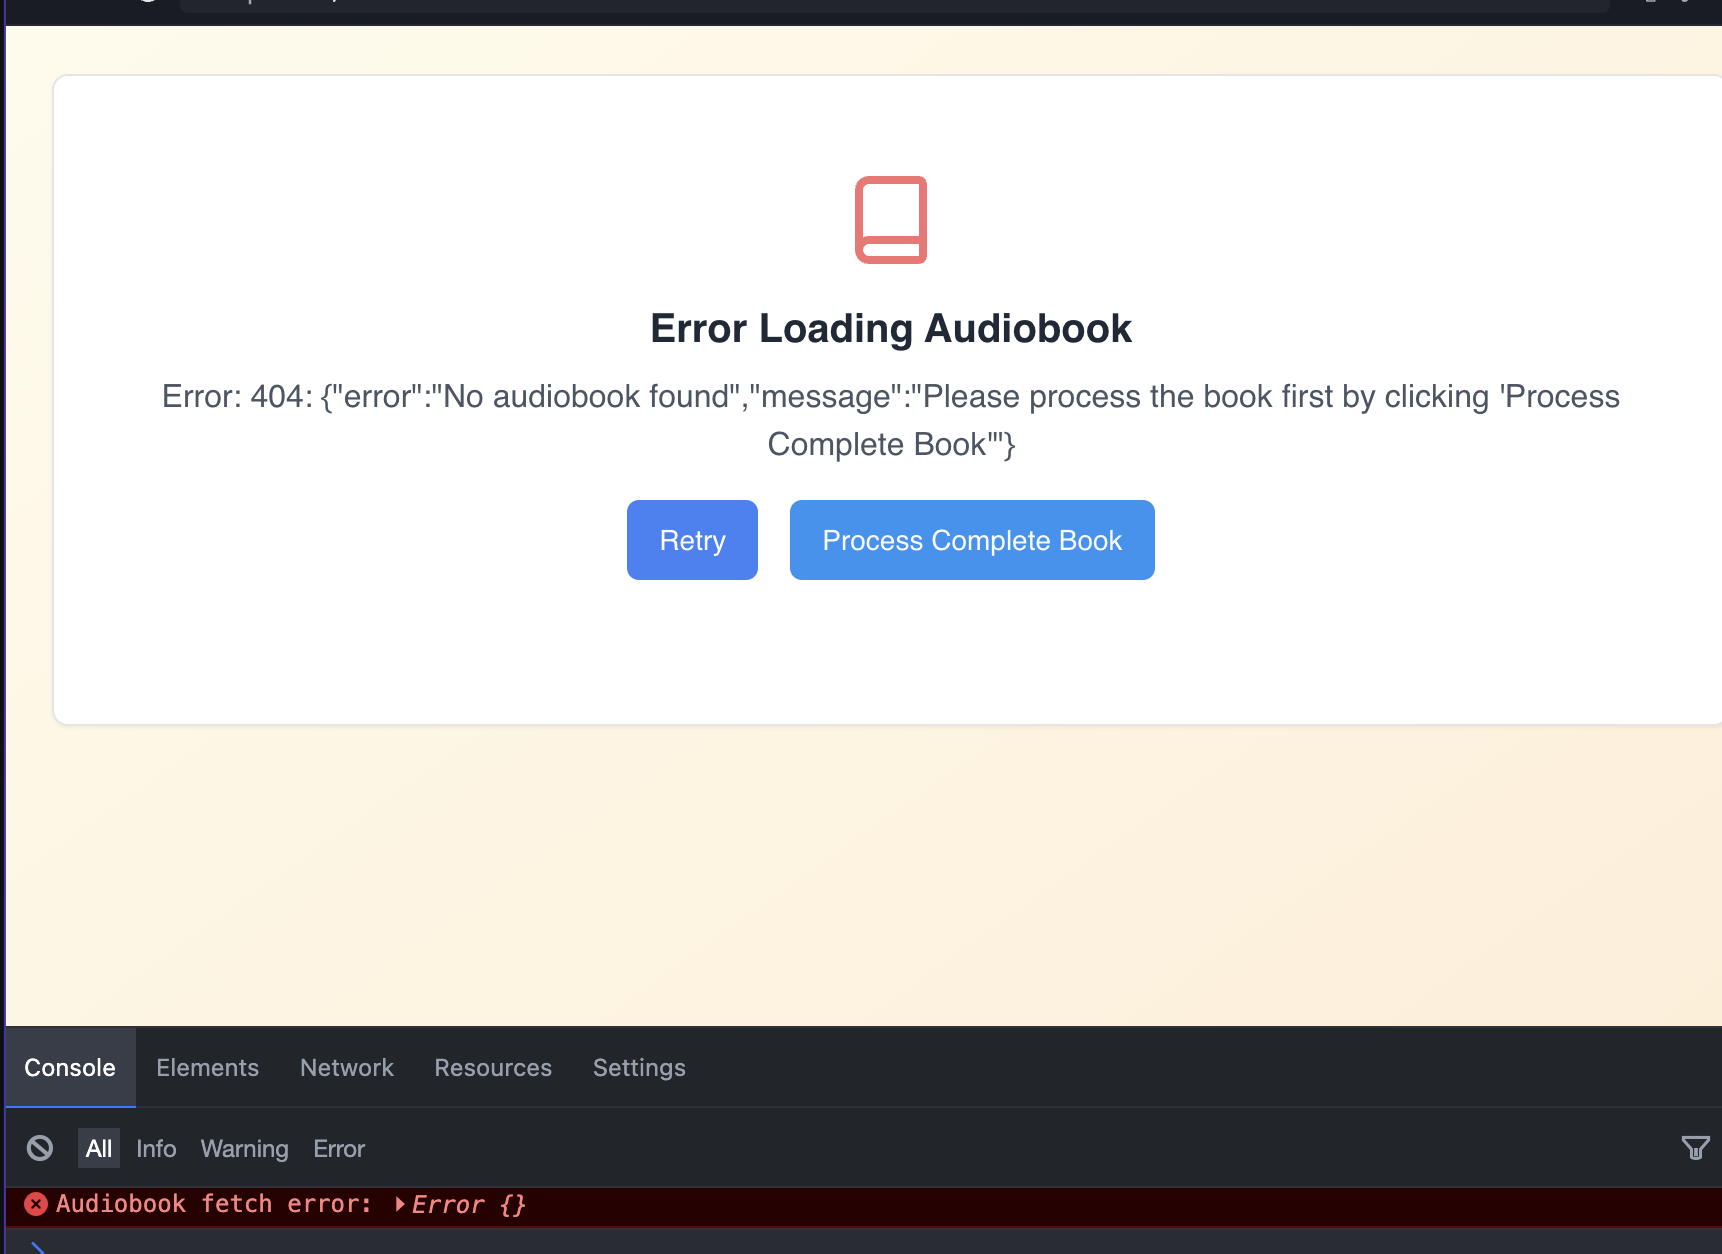 Error Loading Audiobook
Error: 404: {"error":"No audiobook found","message":"Please process the book first by clicking 'Process
Complete Book'"}
Retry Process Complete Book
Console Elements Network Resources Settings
All Info Warning Error
Audiobook fetch error: Error {}